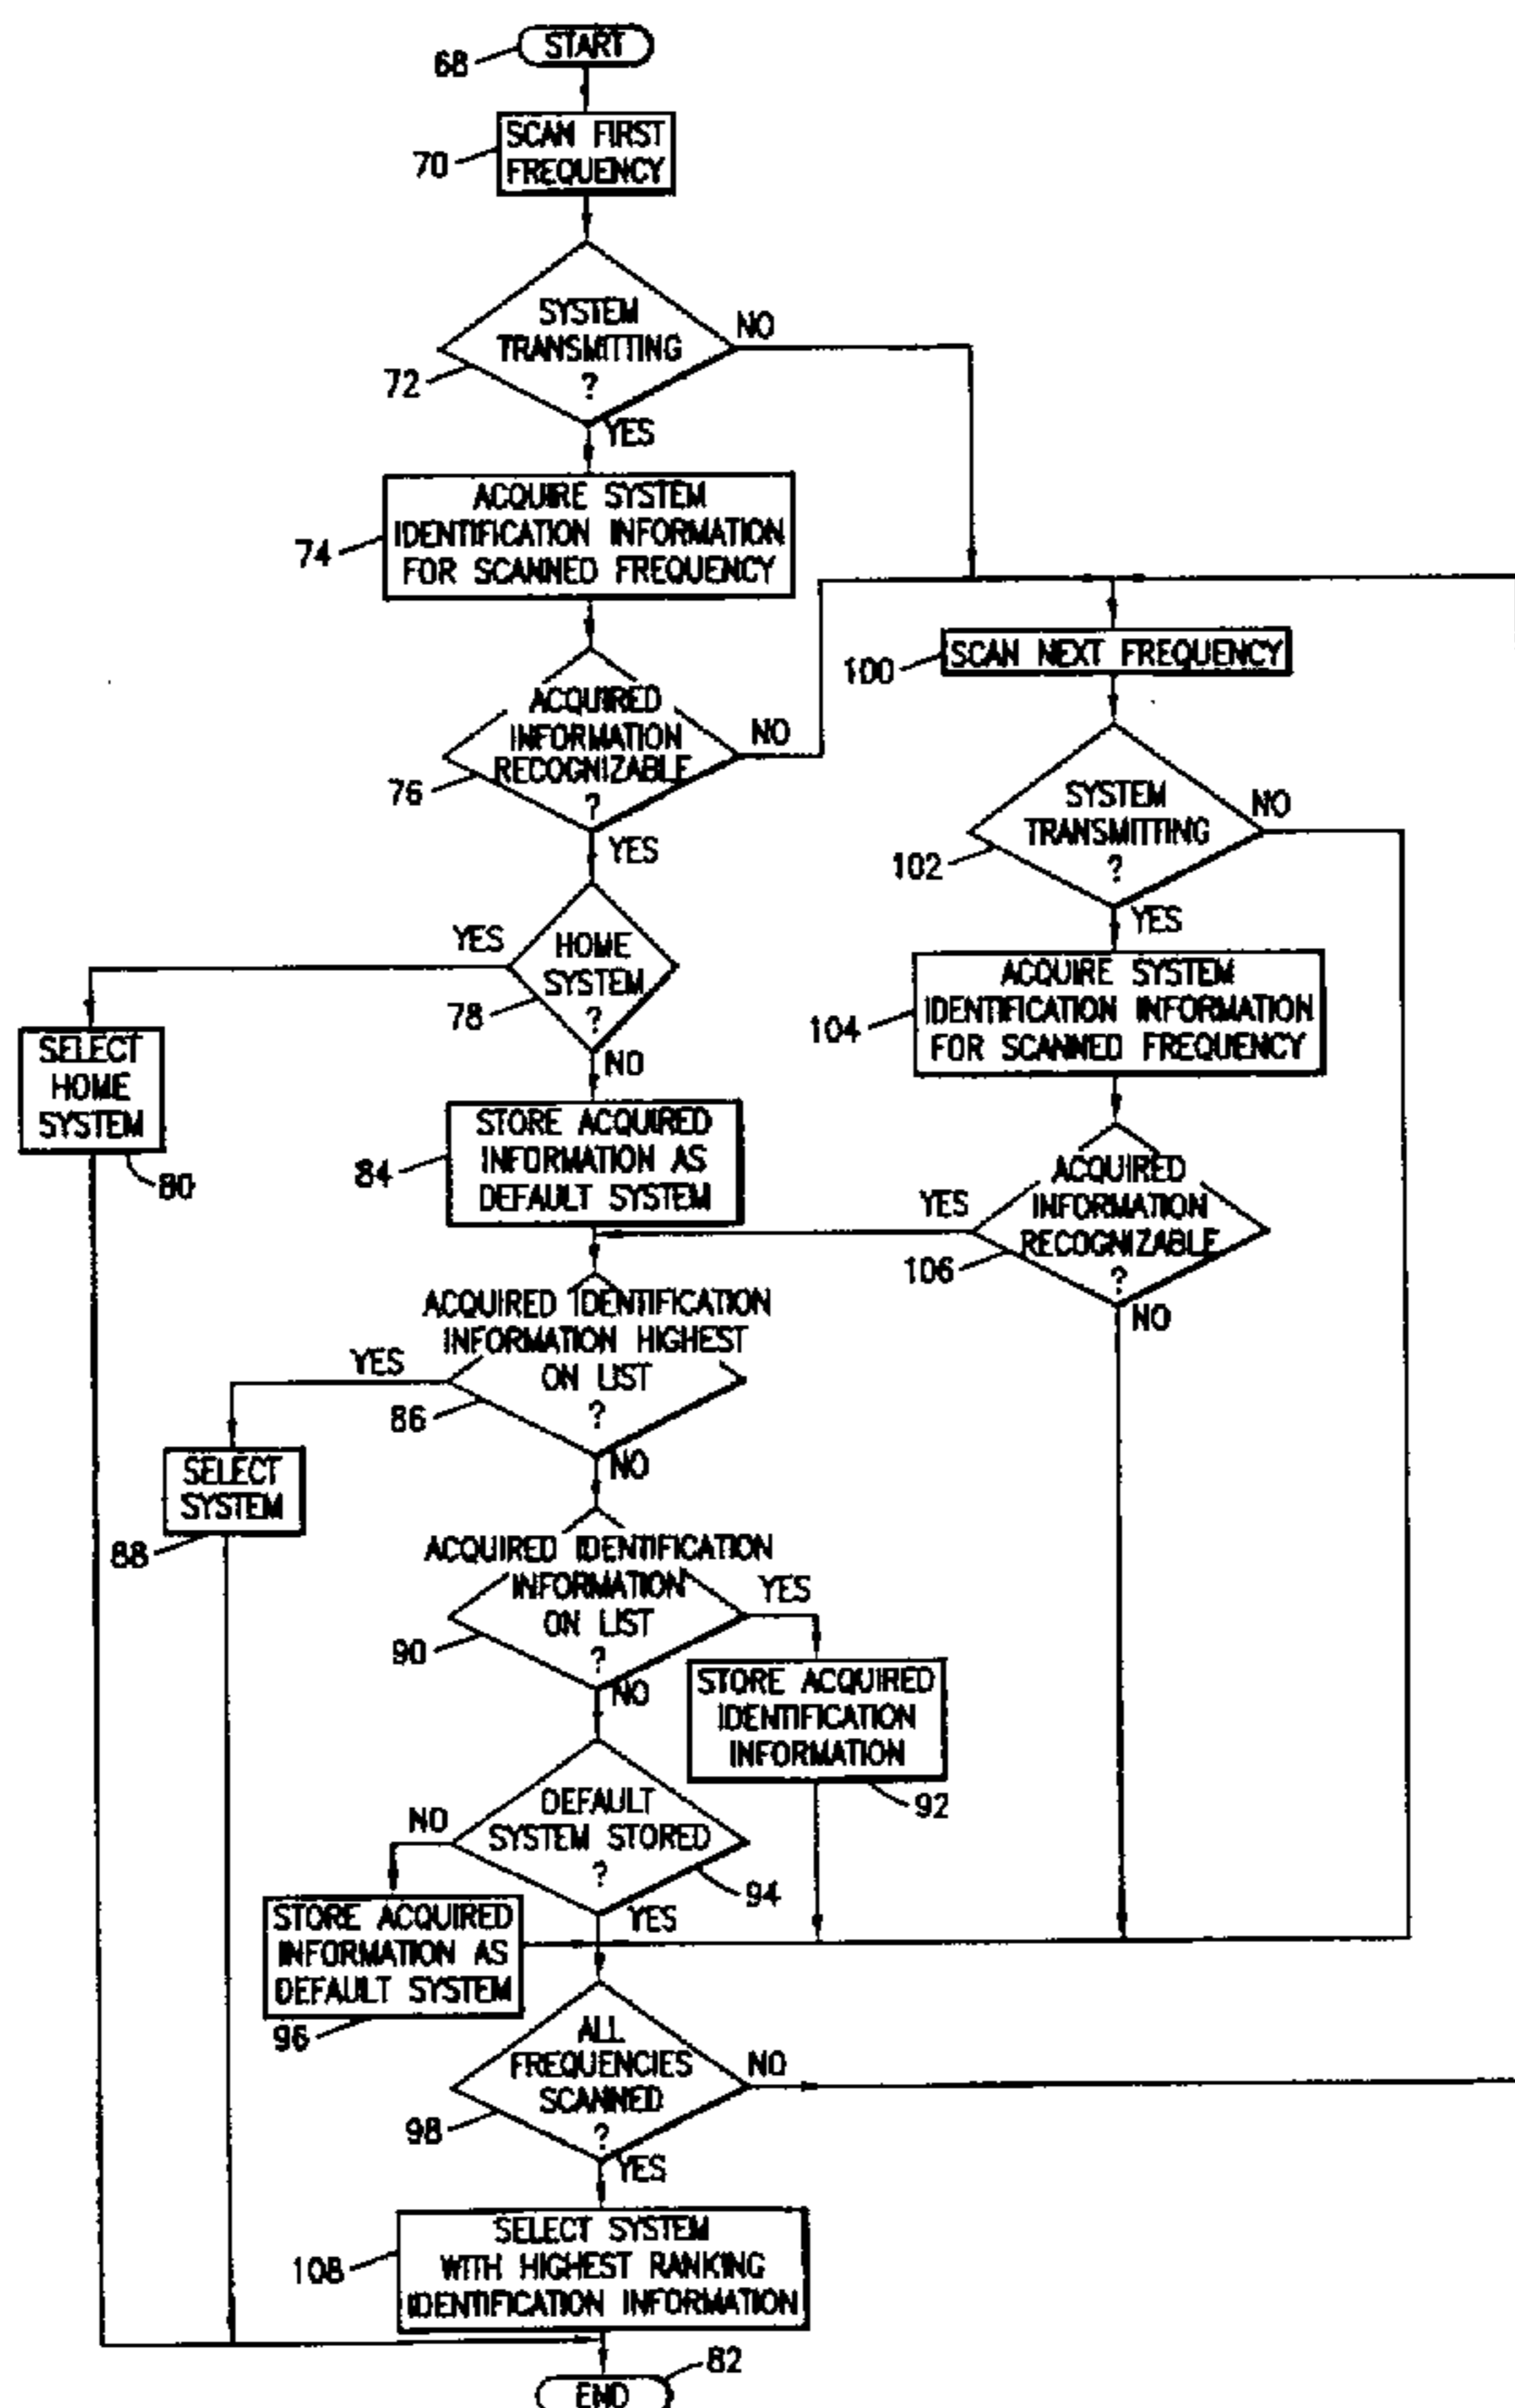 START
68
SCAN FIRST
FREQUENCY
70
SYSTEM
TRANSMITTING
?
72
NO
YES
ACQUIRE SYSTEM
IDENTIFICATION INFORMATION
FOR SCANNED FREQUENCY
74
ACQUIRED
INFORMATION
RECOGNIZABLE
?
76
NO
YES
HOME
SYSTEM
?
78
YES
NO
SELECT
HOME
SYSTEM
80
STORE ACQUIRED
INFORMATION AS
DEFAULT SYSTEM
84
SCAN NEXT FREQUENCY
100
SYSTEM
TRANSMITTING
?
102
NO
YES
ACQUIRE SYSTEM
IDENTIFICATION INFORMATION
FOR SCANNED FREQUENCY
104
ACQUIRED
INFORMATION
RECOGNIZABLE
?
106
YES
NO
ACQUIRED IDENTIFICATION
INFORMATION HIGHEST
ON LIST
?
86
YES
NO
SELECT
SYSTEM
88
ACQUIRED IDENTIFICATION
INFORMATION
ON LIST
?
90
YES
NO
STORE ACQUIRED
IDENTIFICATION
INFORMATION
92
DEFAULT
SYSTEM STORED
?
94
NO
YES
STORE ACQUIRED
INFORMATION AS
DEFAULT SYSTEM
96
ALL
FREQUENCIES
SCANNED
?
98
NO
YES
SELECT SYSTEM
WITH HIGHEST RANKING
IDENTIFICATION INFORMATION
108
82
END